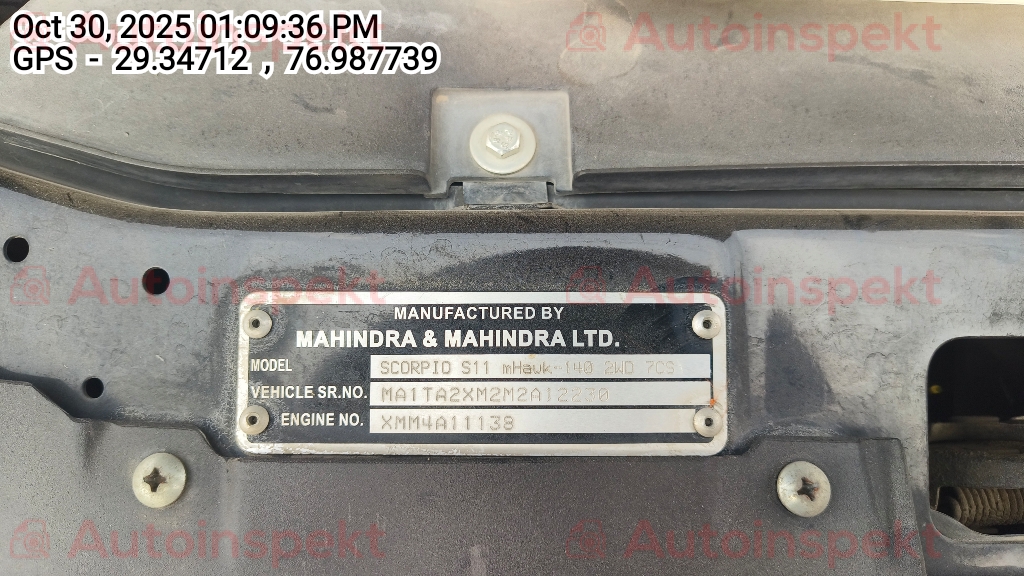 Oct 30, 2025 01:09:36 PM
GPS - 29.34712 , 76.987739
Autoinspekt Autoinspekt
Autoinspekt Autoinspekt
MANUFACTURED BY
MAHINDRA & MAHINDRA LTD.
MODEL SCORPIO S11 mHawk-140 2WD 7CS
VEHICLE SR.NO.
ENGINE NO. XMM4A11138
Autoinspekt Autoinspekt